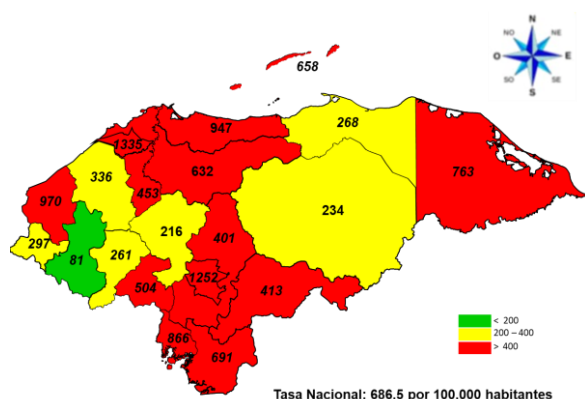 N
NO
NE
O
E
SO
SE
S
658
947
268
1335
336
632
763
453
970
234
216
401
297
261
81
1252
413
504
866
691
< 200
200 – 400
> 400
Tasa Nacional: 686.5 por 100,000 habitantes